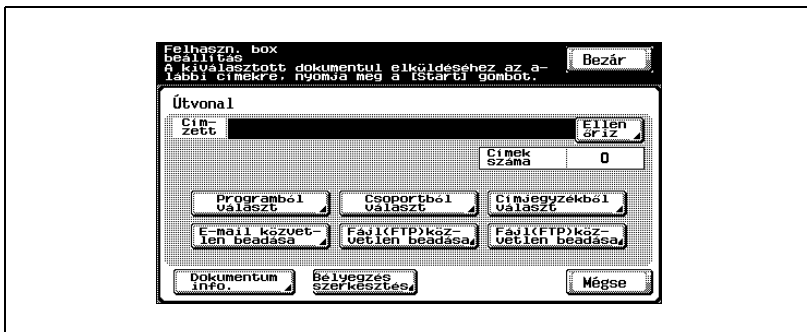 Felhaszn. box
beállítás
A kiválasztott dokumentul elküldéséhez az a-
lábbi címekre, nyomja meg a [Start] gombot.
Bezár
Útvonal
Cím-
zett
Ellen
őriz
Címek
száma
0
Programból
választ
Csoportból
választ
Címjegyzékből
választ
E-mail közvet-
len beadása
Fájl(FTP)köz-
vetlen beadása
Fájl(FTP)köz-
vetlen beadása
Dokumentum
info.
Bélyegzés
szerkesztés
Mégse